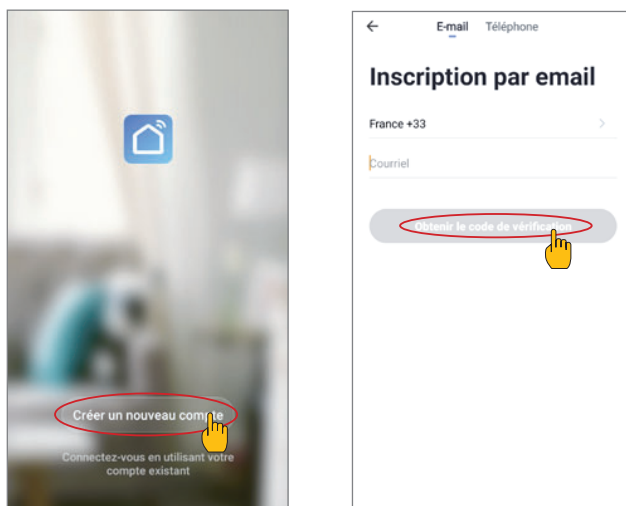 Créer un nouveau compte
Connectez-vous en utilisant votre
compte existant
E-mail Téléphone
Inscription par email
France +33
Courriel
Obtenir le code de vérification